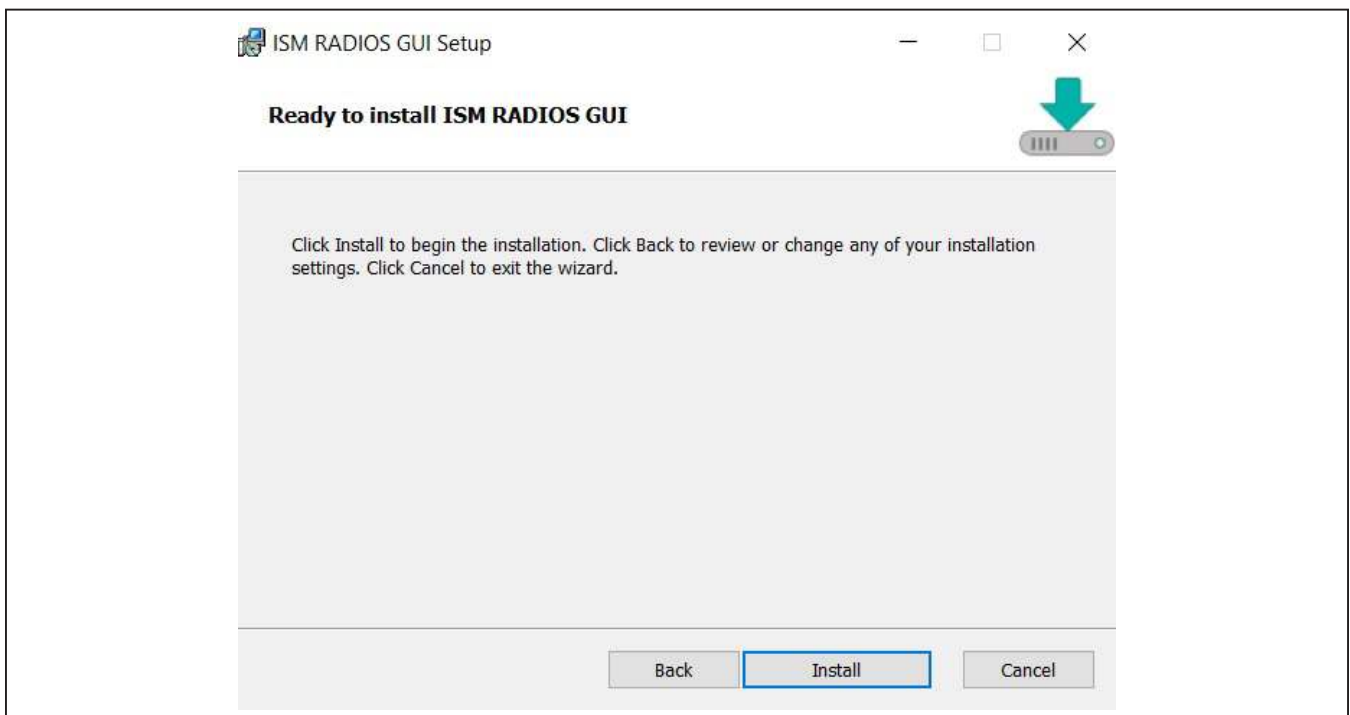 ISM RADIOS GUI Setup
Ready to install ISM RADIOS GUI
Click Install to begin the installation. Click Back to review or change any of your installation
settings. Click Cancel to exit the wizard.
Back Install Cancel